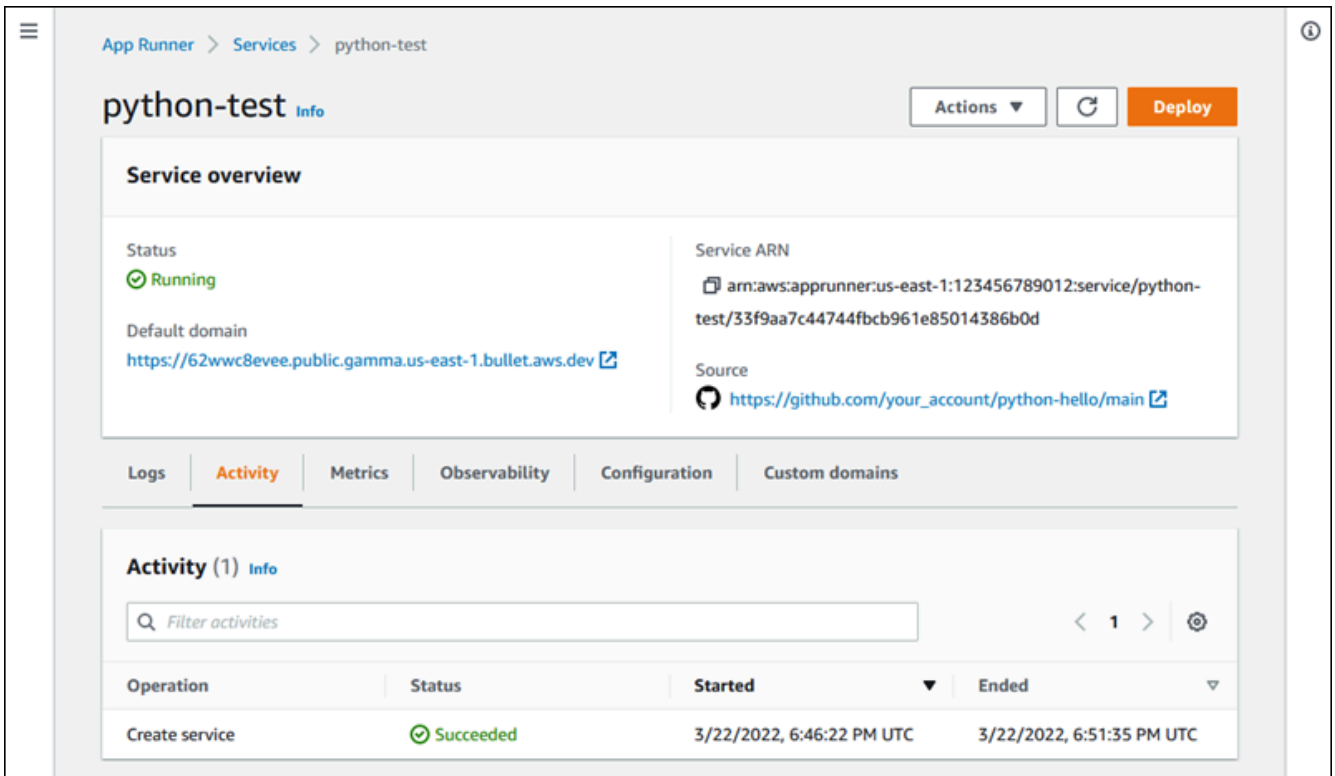 App Runner > Services > python-test
python-test Info
Actions ▼ Deploy
Service overview
Status
Running
Default domain
https://62wwc8evee.public.gamma.us-east-1.bullet.aws.dev
Service ARN
arn:aws:apprunner:us-east-1:123456789012:service/python-
test/33f9aa7c44744fbcb961e85014386b0d
Source
https://github.com/your_account/python-hello/main
Logs Activity Metrics Observability Configuration Custom domains
Activity (1) Info
Filter activities < 1 >
Operation Status Started ▼ Ended ▽
Create service Succeeded 3/22/2022, 6:46:22 PM UTC 3/22/2022, 6:51:35 PM UTC